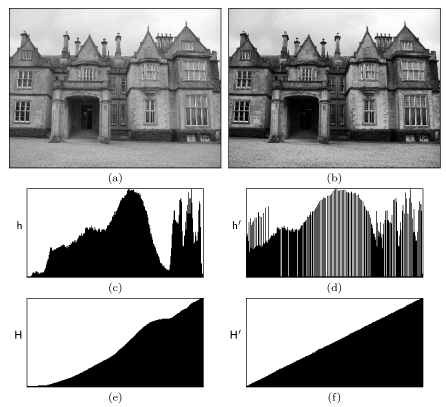 (a) (b)
h h′
(c) (d)
H H′
(e) (f)